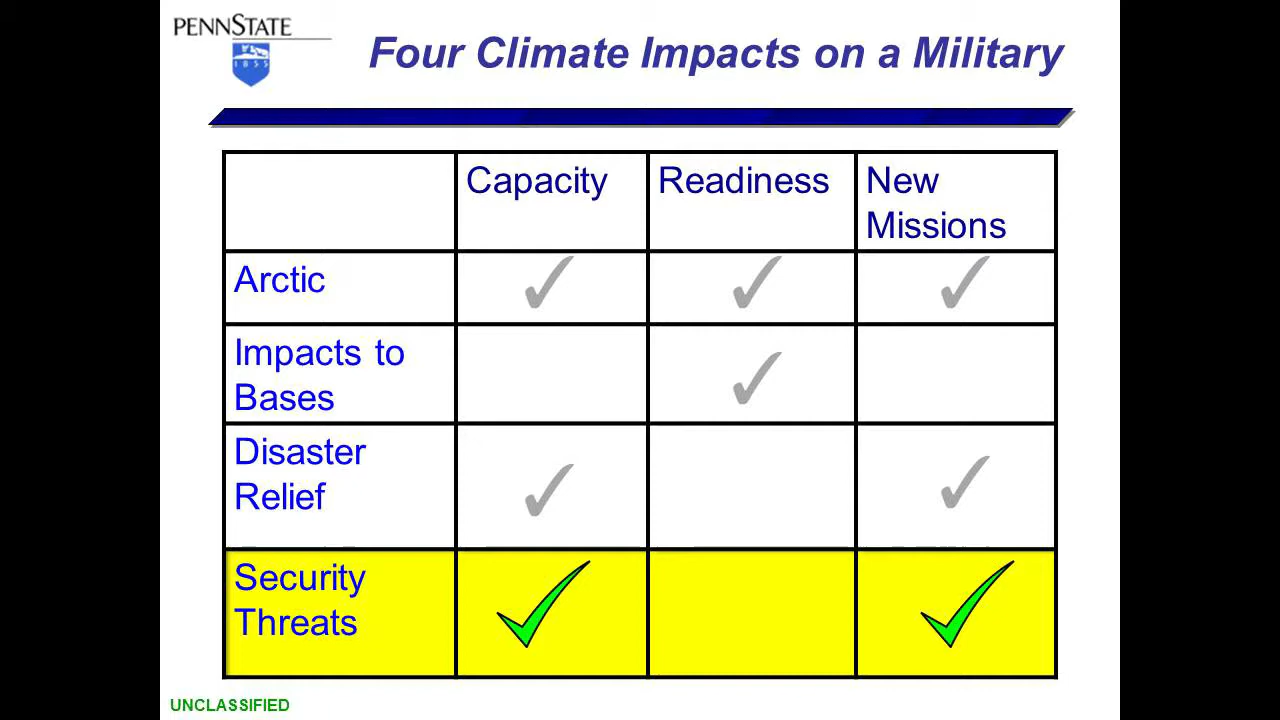 PENNSTATE
1855
Four Climate Impacts on a Military
Capacity
Readiness
New
Missions
Arctic
Impacts to
Bases
Disaster
Relief
Security
Threats
UNCLASSIFIED